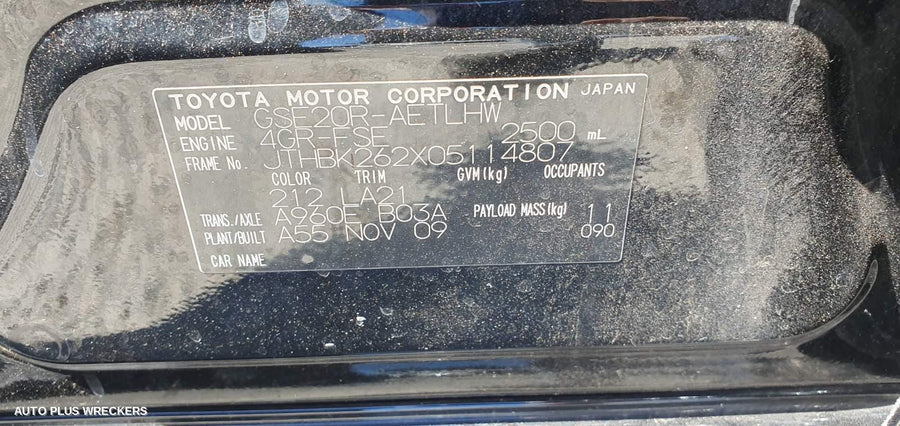 TOYOTA MOTOR CORPORATION JAPAN
MODEL GSE20R-AETLHW
ENGINE 4GR-FSE 2500 mL
FRAME No. JTHBK262X05114807
COLOR TRIM GVM(kg) OCCUPANTS
212 LA21
TRANS./AXLE A960E B03A PAYLOAD MASS(kg) 11
PLANT/BUILT A55 NOV 09 090
CAR NAME
AUTO PLUS WRECKERS